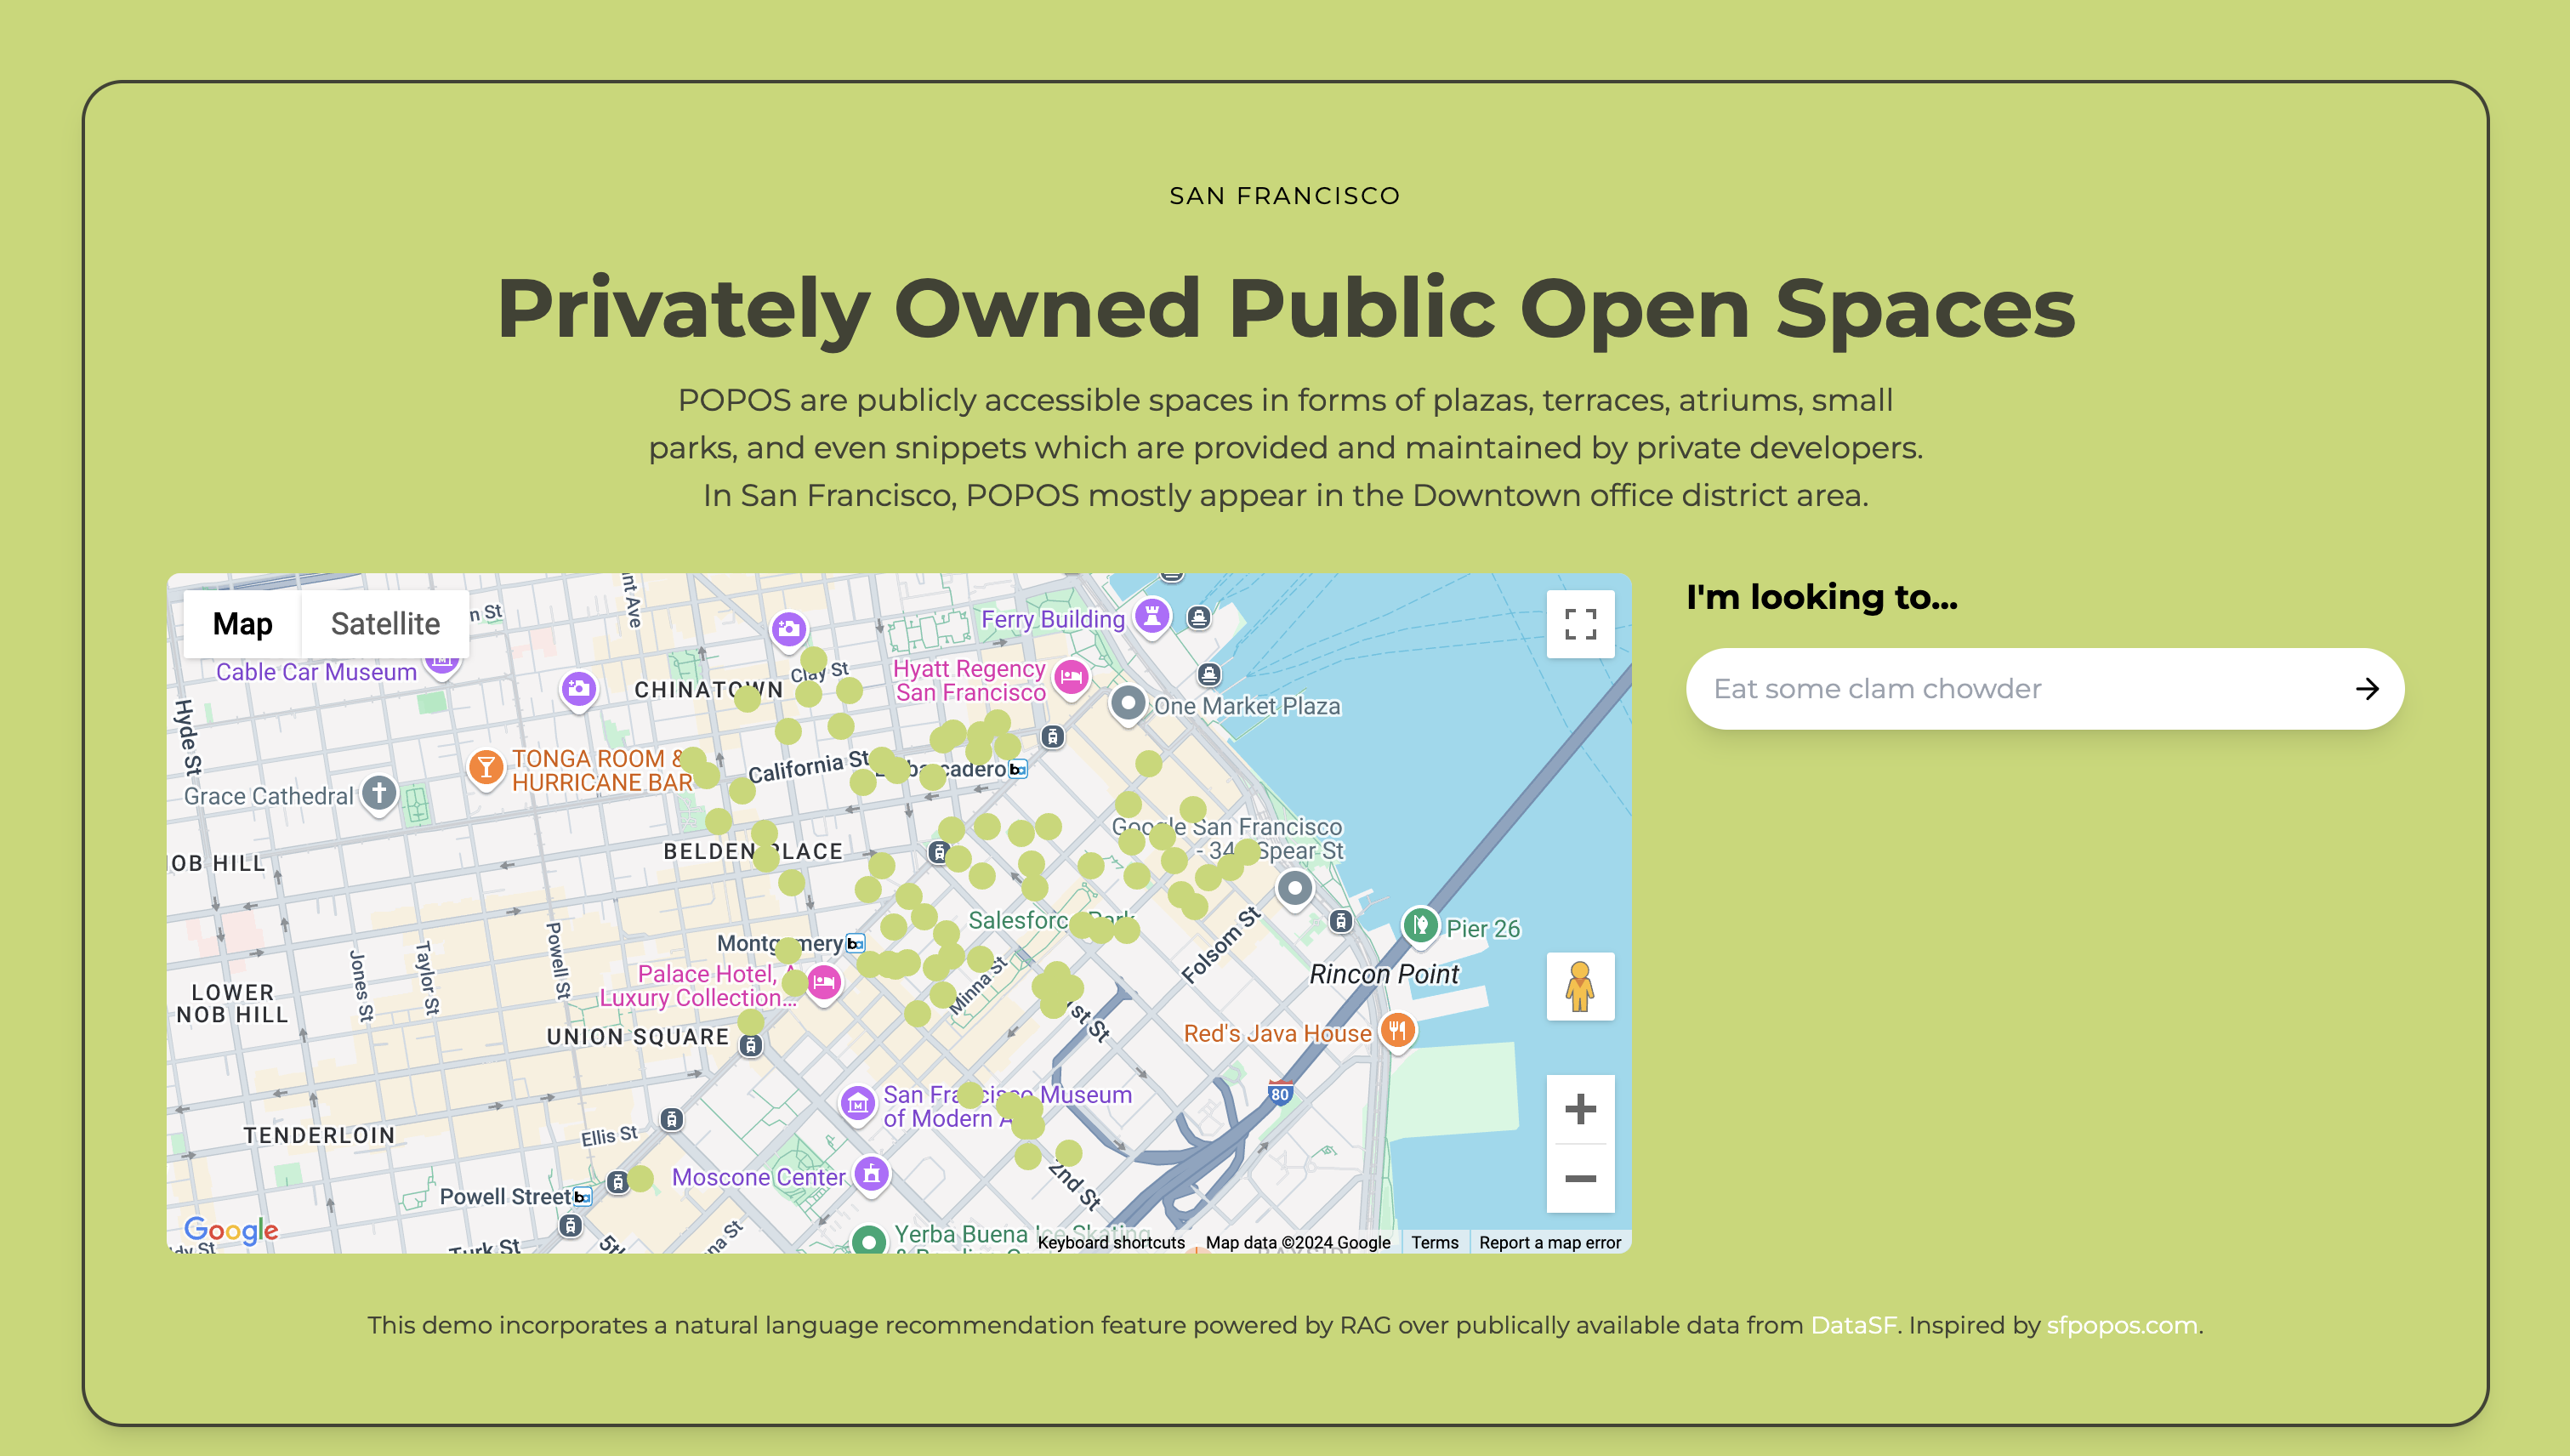 SAN FRANCISCO
Privately Owned Public Open Spaces
POPOS are publicly accessible spaces in forms of plazas, terraces, atriums, small
parks, and even snippets which are provided and maintained by private developers.
In San Francisco, POPOS mostly appear in the Downtown office district area.
Map
Satellite
Cable Car Museum
Hyde St
CHINATOWN
Clay St
Ferry Building
Hyatt Regency
San Francisco
One Market Plaza
TONGA ROOM &
HURRICANE BAR
California St
Grace Cathedral
BELDEN PLACE
Google San Francisco
Spear St
Salesforce Park
Montgomery
Palace Hotel, A
Luxury Collection...
Minna St
Folsom St
Pier 26
Rincon Point
LOWER
NOB HILL
Jones St
Taylor St
Powell St
1st St
UNION SQUARE
Red's Java House
San Francisco Museum
of Modern A
80
TENDERLOIN
Ellis St
Moscone Center
2nd St
Powell Street
Yerba Buena Ice Skating
Turk St
Google
Keyboard shortcuts
Map data ©2024 Google
Terms
Report a map error
I'm looking to...
Eat some clam chowder
This demo incorporates a natural language recommendation feature powered by RAG over publically available data from DataSF. Inspired by sfpopos.com.